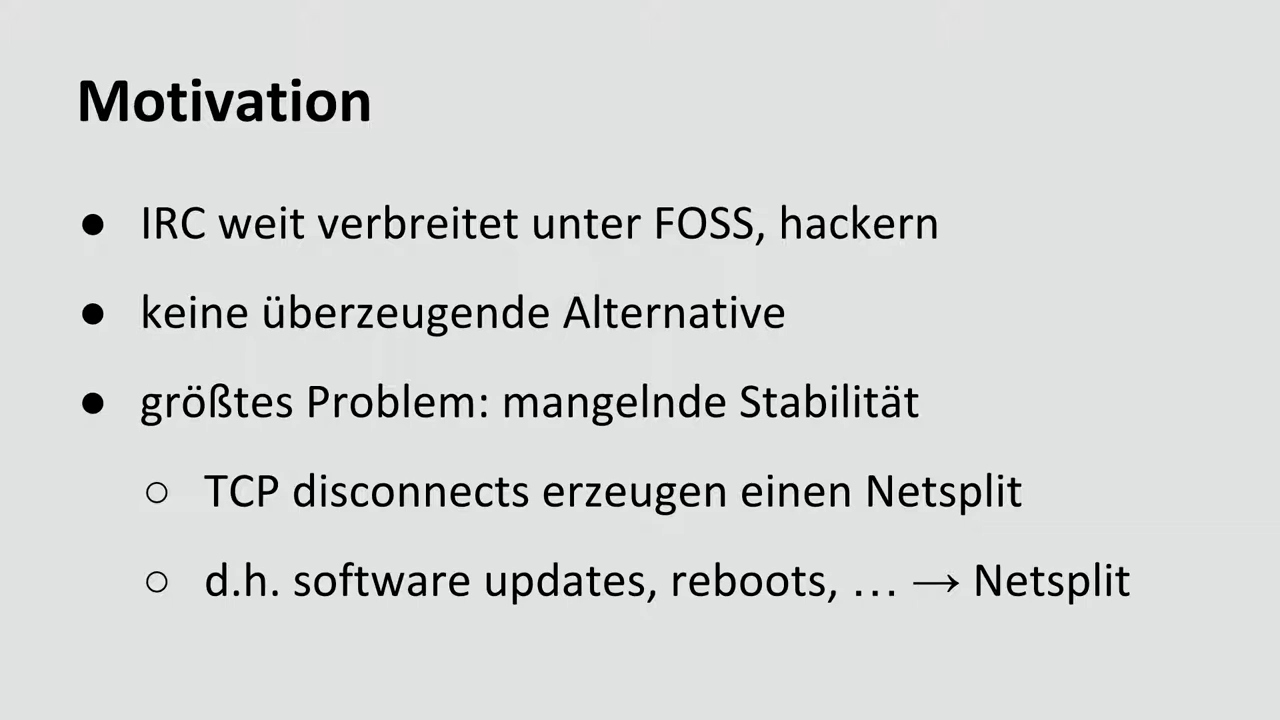 Motivation
● IRC weit verbreitet unter FOSS, hackern
● keine überzeugende Alternative
● größtes Problem: mangelnde Stabilität
○ TCP disconnects erzeugen einen Netsplit
○ d.h. software updates, reboots, … → Netsplit